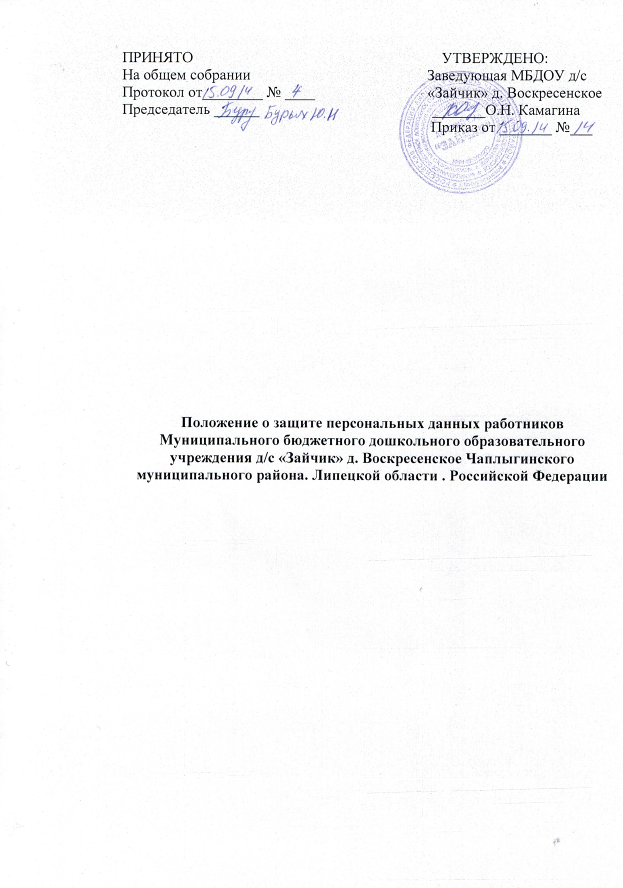 ПРИНЯТО
На общем собрании
Протокол от 15.09.14 № 4
Председатель Буру Бурых Ю.Н
УТВЕРЖДЕНО:
Заведующая МБДОУ д/с
«Зайчик» д. Воскресенское
О.Н. Камагина
Приказ от 15.09.14 № 14
Положение о защите персональных данных работников
Муниципального бюджетного дошкольного образовательного
учреждения д/с «Зайчик» д. Воскресенское Чаплыгинского
муниципального района. Липецкой области . Российской Федерации